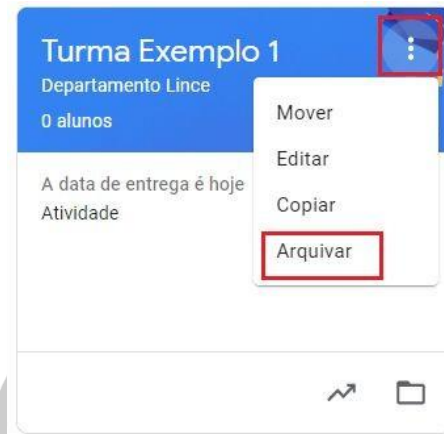 Turma Exemplo 1
Departamento Lince
0 alunos
A data de entrega é hoje
Atividade
Mover
Editar
Copiar
Arquivar